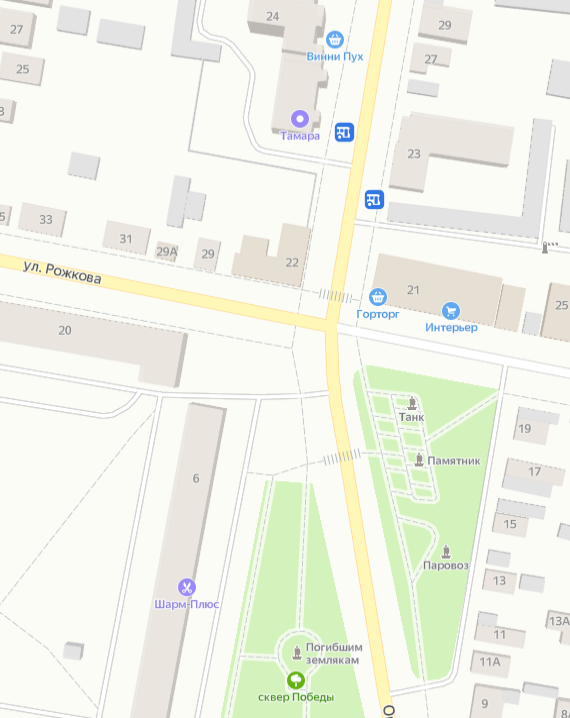 24
27
29
Винни Пух
27
25
Тамара
23
33
31
29А
29
22
ул. Рожкова
21
Горторг
Интерьер
25
20
Танк
19
Памятник
17
6
15
Паровоз
13
Шарм-Плюс
13А
11
Погибшим
землякам
11А
сквер Победы
9